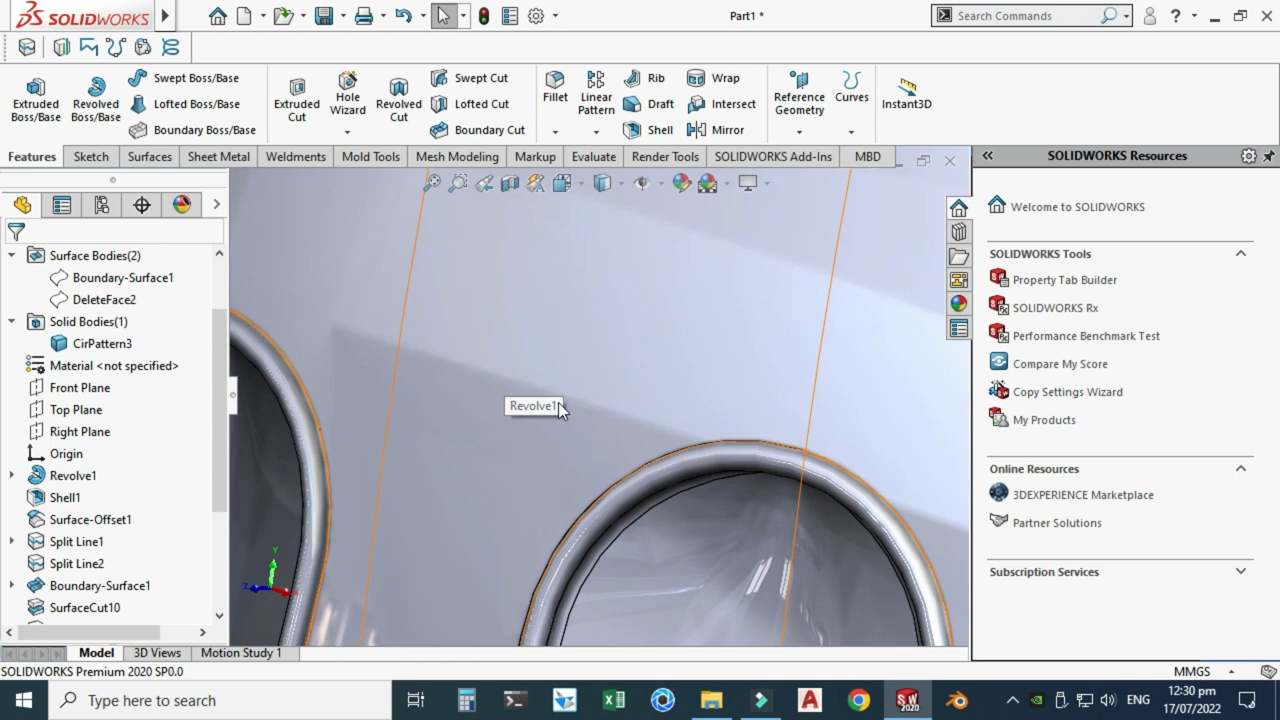 SOLIDWORKS
Part1 *
Search Commands
Extruded Boss/Base
Revolved Boss/Base
Swept Boss/Base
Lofted Boss/Base
Boundary Boss/Base
Extruded Cut
Hole Wizard
Revolved Cut
Swept Cut
Lofted Cut
Boundary Cut
Fillet
Linear Pattern
Rib
Draft
Shell
Wrap
Intersect
Mirror
Reference Geometry
Curves
Instant3D
Features
Sketch
Surfaces
Sheet Metal
Weldments
Mold Tools
Mesh Modeling
Markup
Evaluate
Render Tools
SOLIDWORKS Add-Ins
MBD
Surface Bodies(2)
Boundary-Surface1
DeleteFace2
Solid Bodies(1)
CirPattern3
Material <not specified>
Front Plane
Top Plane
Right Plane
Origin
Revolve1
Shell1
Surface-Offset1
Split Line1
Split Line2
Boundary-Surface1
SurfaceCut10
Revolve1
SOLIDWORKS Resources
Welcome to SOLIDWORKS
SOLIDWORKS Tools
Property Tab Builder
SOLIDWORKS Rx
Performance Benchmark Test
Compare My Score
Copy Settings Wizard
My Products
Online Resources
3DEXPERIENCE Marketplace
Partner Solutions
Subscription Services
Model
3D Views
Motion Study 1
SOLIDWORKS Premium 2020 SP0.0
MMGS
Type here to search
ENG
12:30 pm
17/07/2022